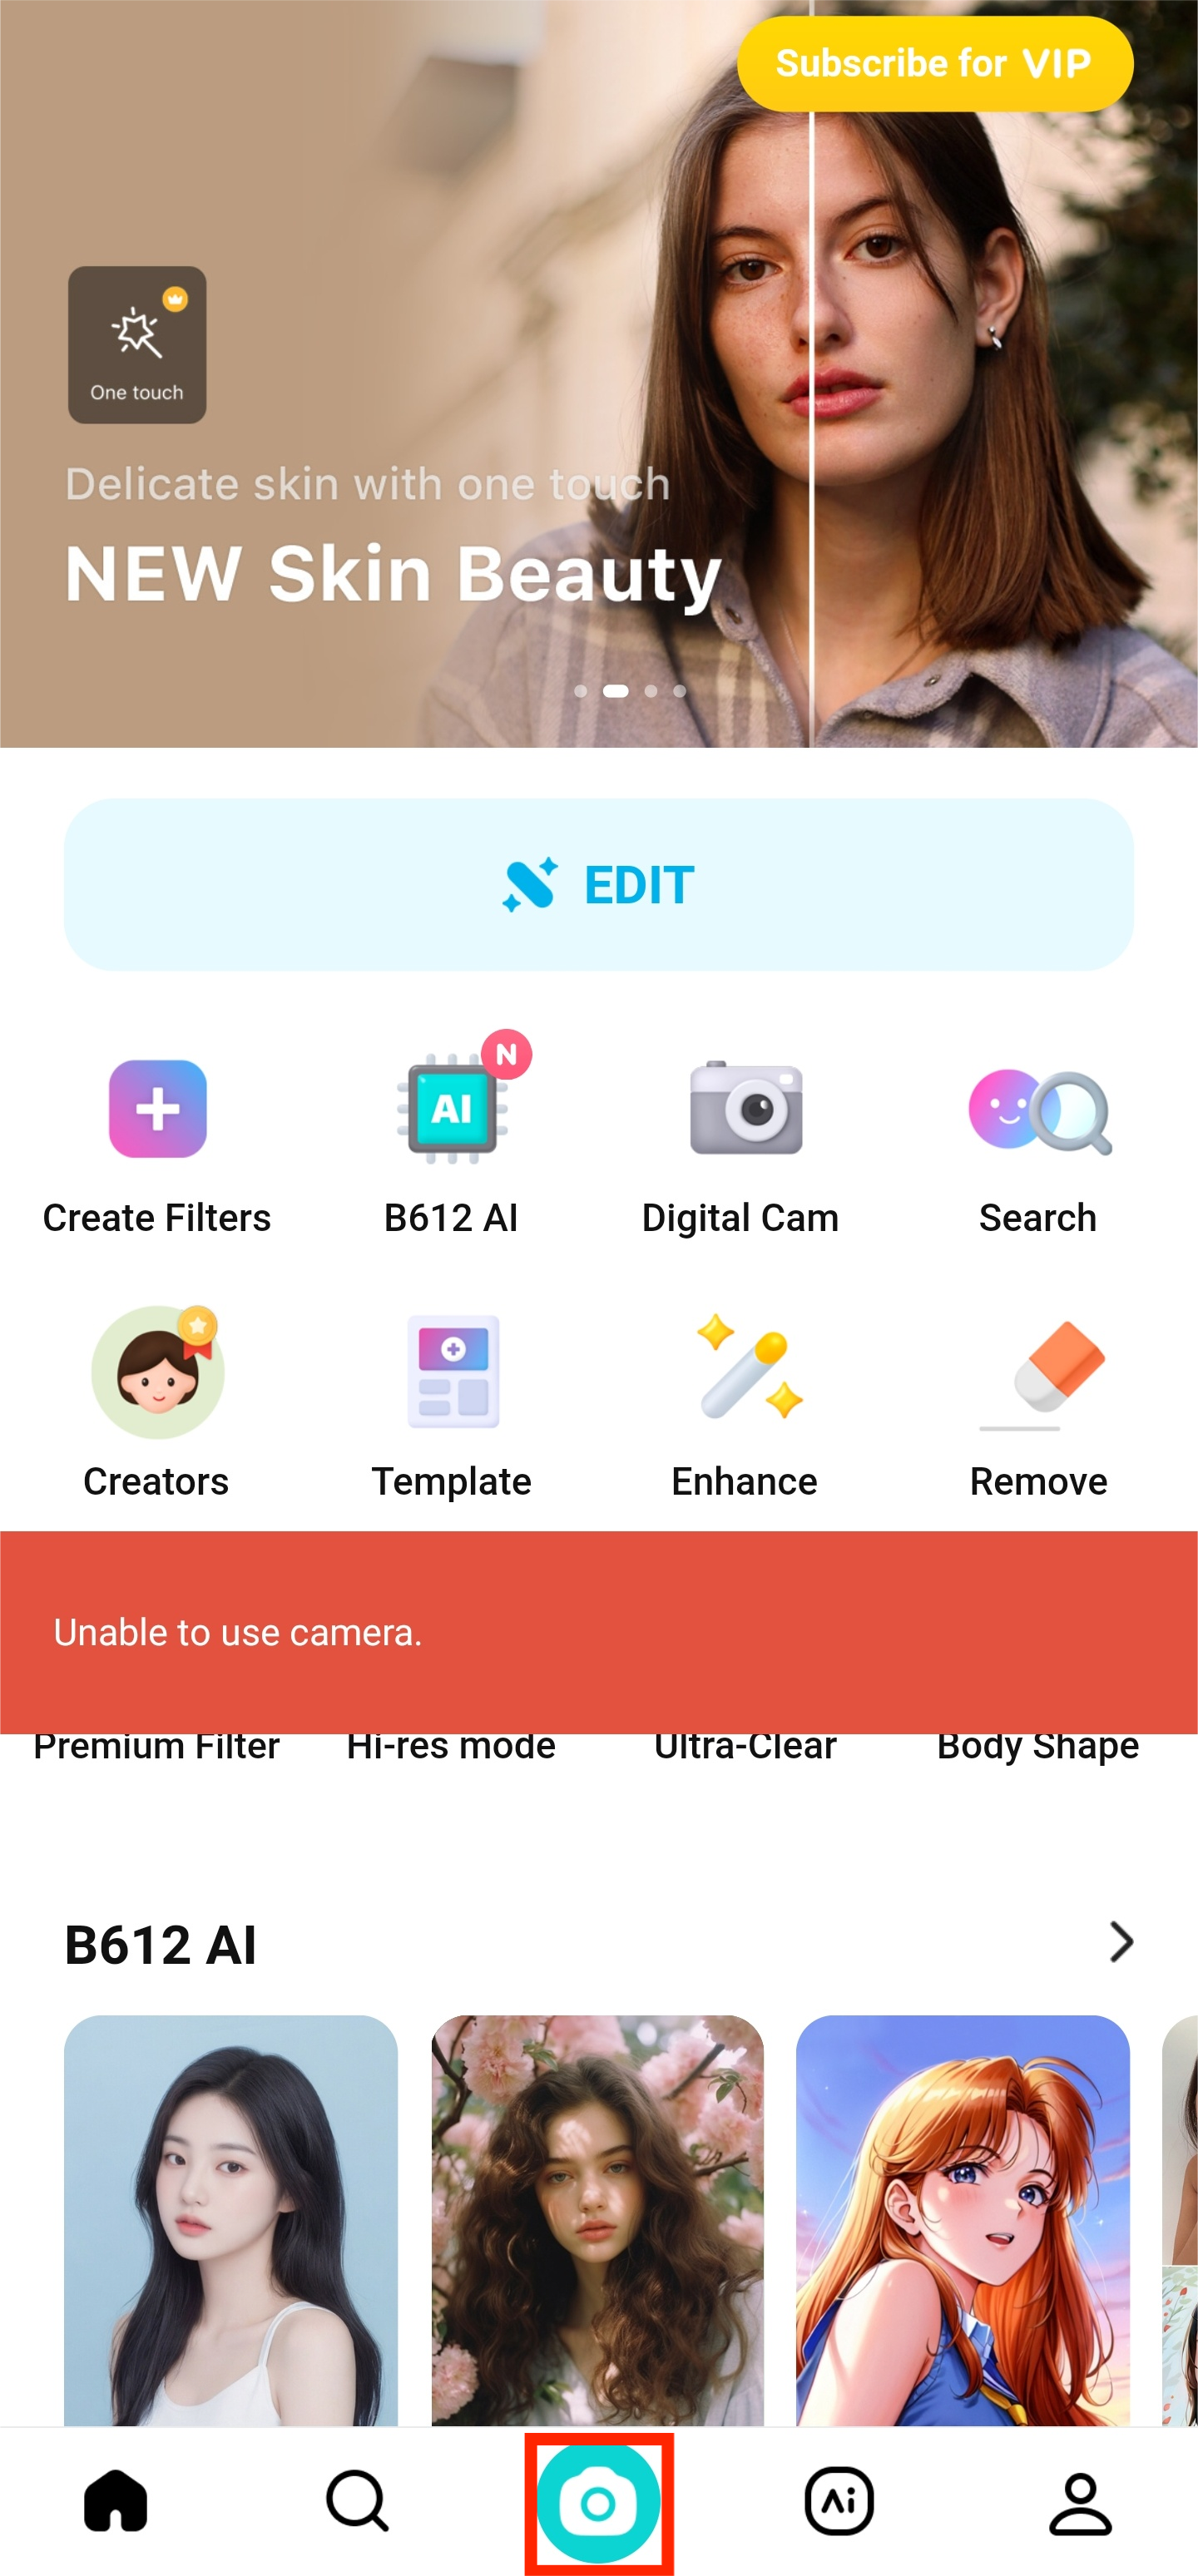 Subscribe for VIP
One touch
Delicate skin with one touch
NEW Skin Beauty
EDIT
N
AI
Create Filters
B612 AI
Digital Cam
Search
Creators
Template
Enhance
Remove
Unable to use camera.
Premium Filter
Hi-res mode
Ultra-Clear
Body Shape
B612 AI
Ai